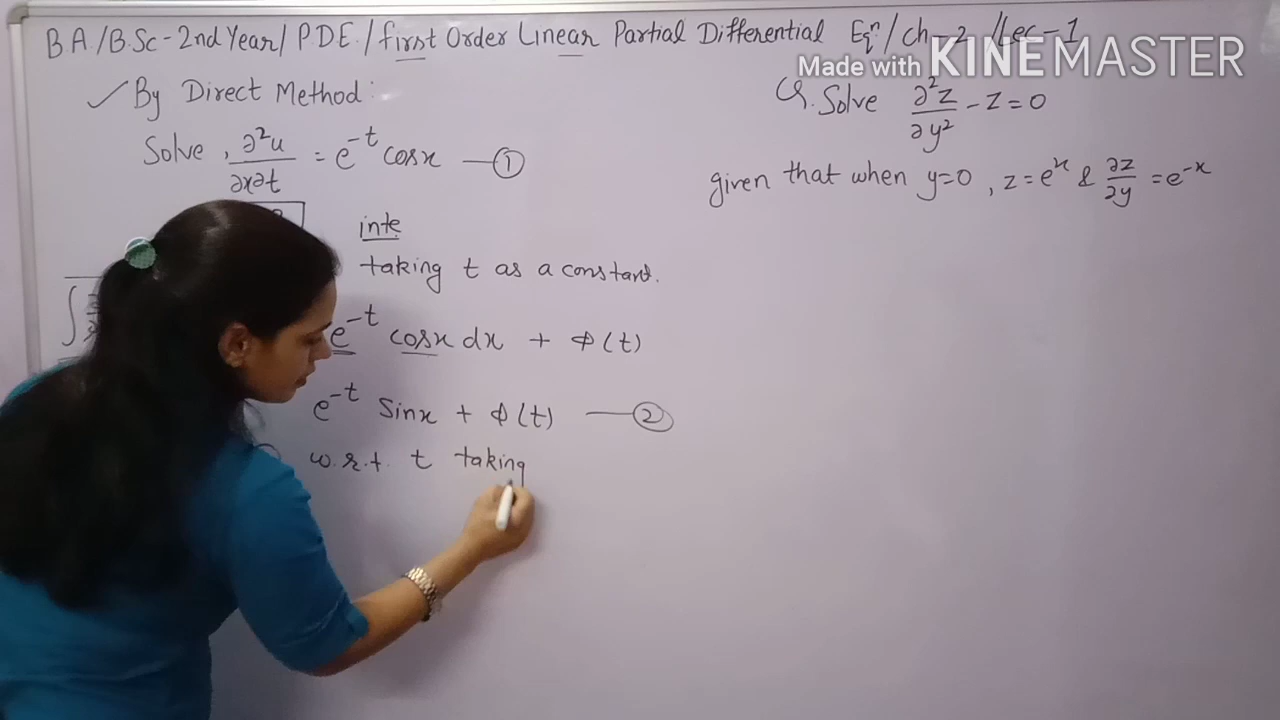 B.A./B.Sc-2nd Year/P.D.E./first Order Linear Partial Differential Eqn/ch-2/Lec-1
Made with KINEMASTER
By Direct Method:
Solve, ∂²u/∂x∂t = e^-t cosx — ①
inte
taking t as a constant.
e^-t cosx dx + φ(t)
e^-t Sinx + φ(t) — ②
w.r.t. t taking
Q. Solve ∂²z/∂y² - z = 0
given that when y=0, z=e^x & ∂z/∂y = e^-x